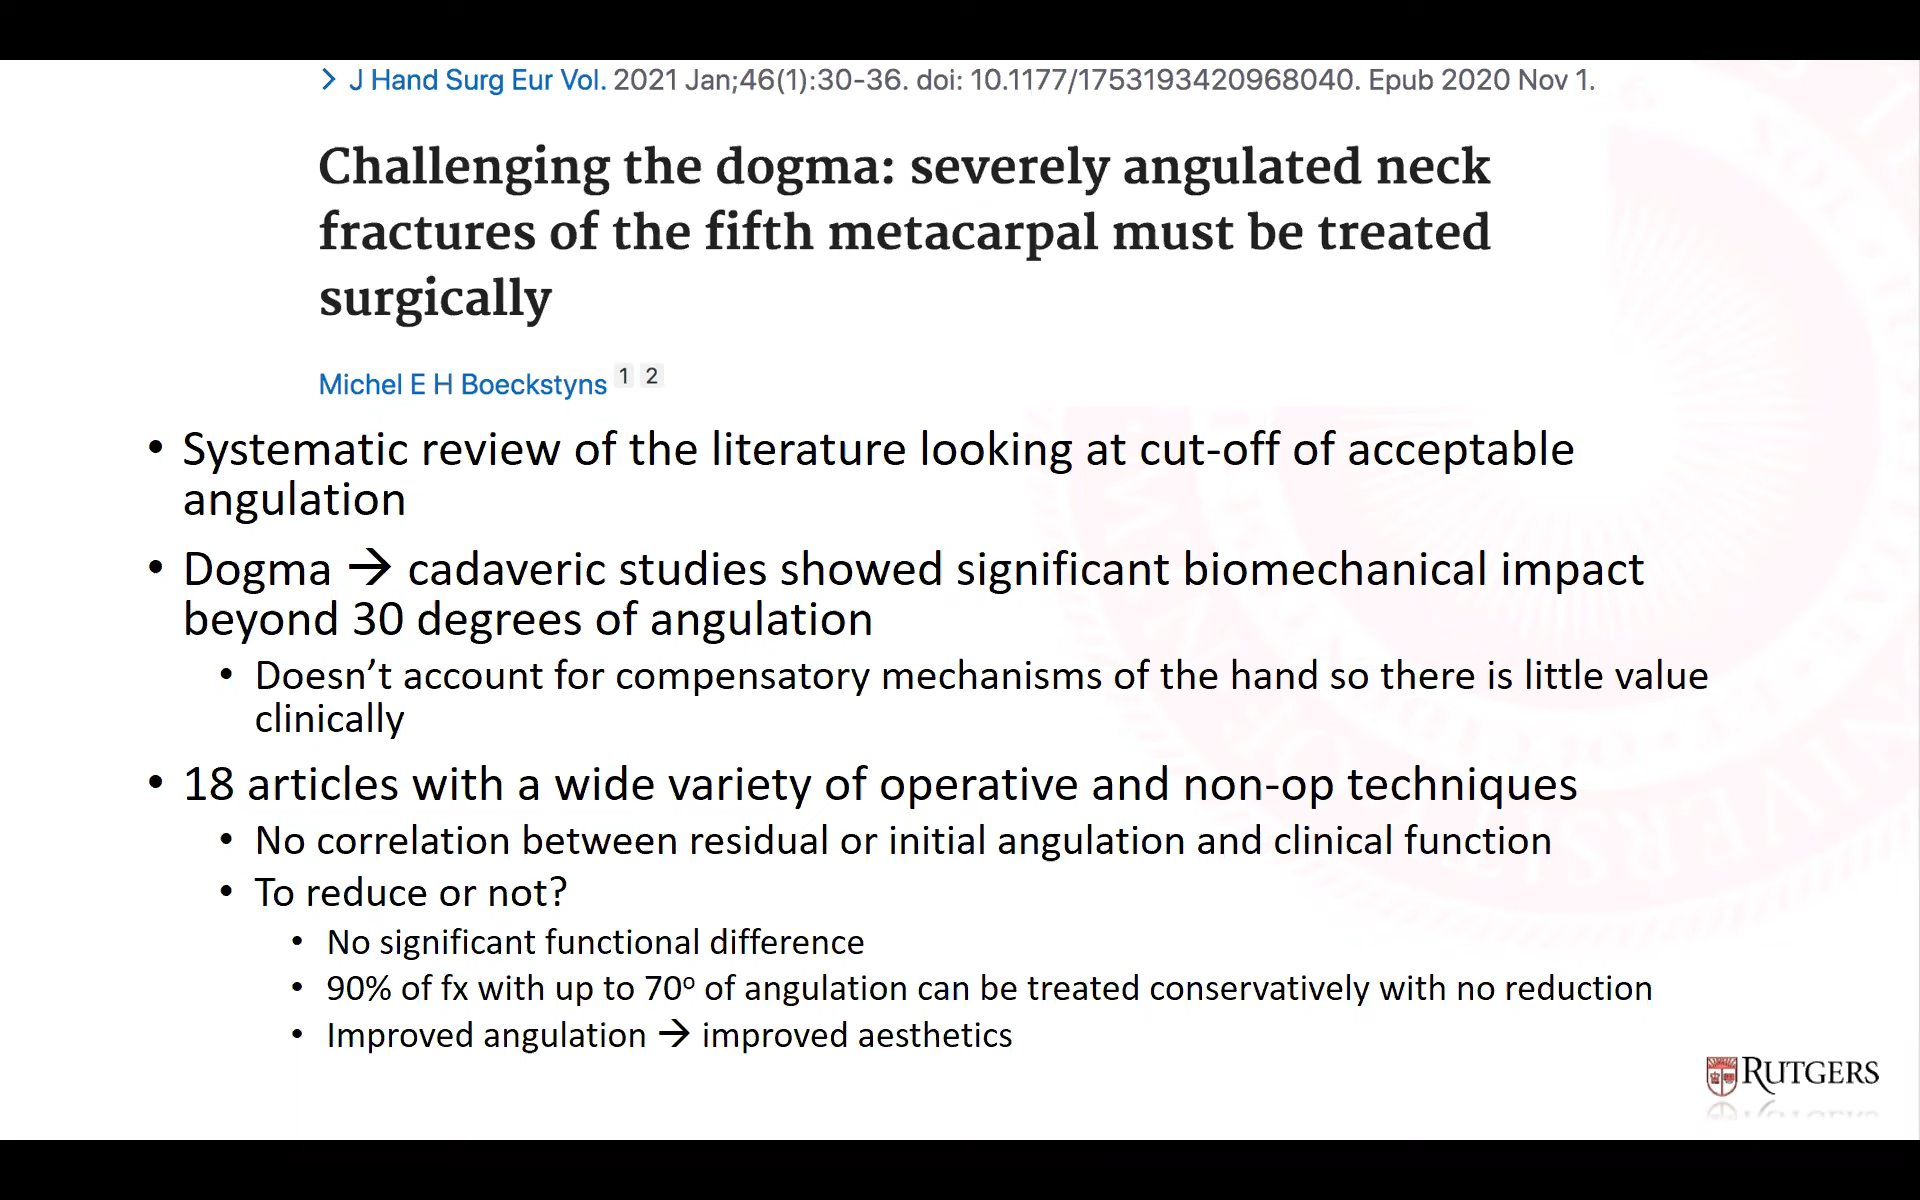 > J Hand Surg Eur Vol. 2021 Jan;46(1):30-36. doi: 10.1177/1753193420968040. Epub 2020 Nov 1.
Challenging the dogma: severely angulated neck
fractures of the fifth metacarpal must be treated
surgically
Michel E H Boeckstyns 1 2
• Systematic review of the literature looking at cut-off of acceptable
angulation
• Dogma → cadaveric studies showed significant biomechanical impact
beyond 30 degrees of angulation
• Doesn’t account for compensatory mechanisms of the hand so there is little value
clinically
• 18 articles with a wide variety of operative and non-op techniques
• No correlation between residual or initial angulation and clinical function
• To reduce or not?
• No significant functional difference
• 90% of fx with up to 70º of angulation can be treated conservatively with no reduction
• Improved angulation → improved aesthetics
RUTGERS